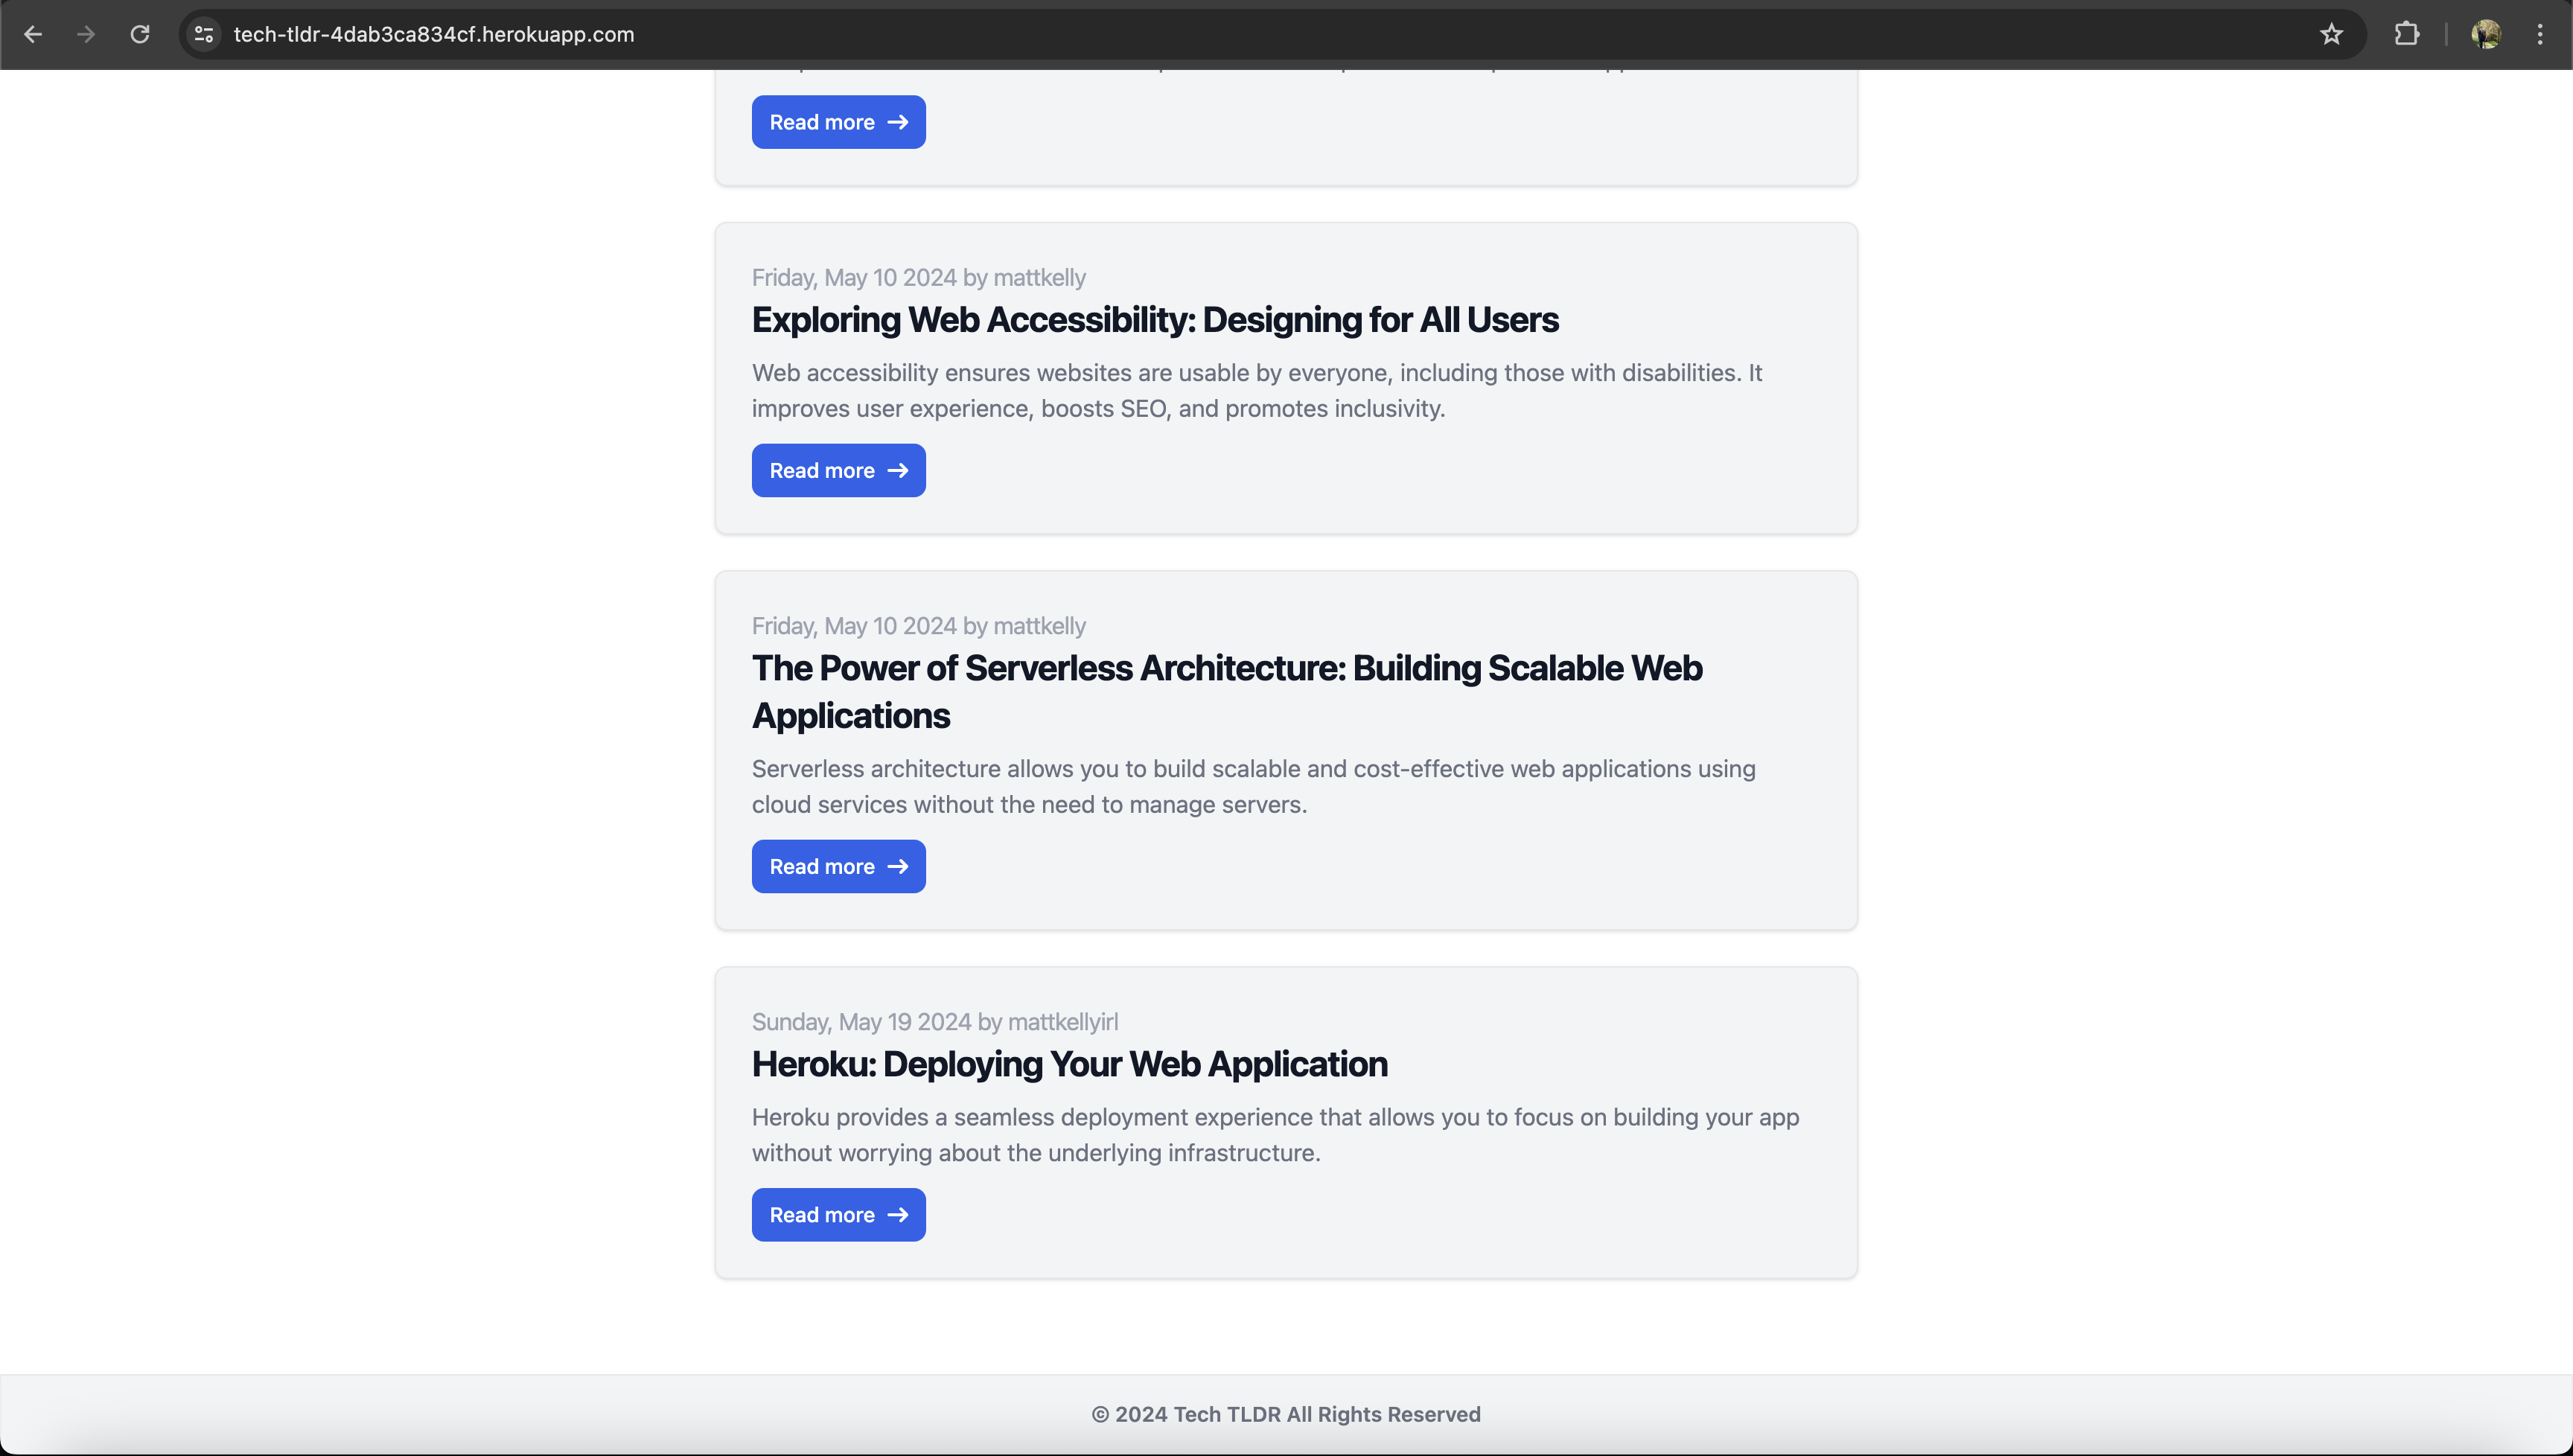 tech-tldr-4dab3ca834cf.herokuapp.com
Read more →
Friday, May 10 2024 by mattkelly
Exploring Web Accessibility: Designing for All Users
Web accessibility ensures websites are usable by everyone, including those with disabilities. It
improves user experience, boosts SEO, and promotes inclusivity.
Read more →
Friday, May 10 2024 by mattkelly
The Power of Serverless Architecture: Building Scalable Web
Applications
Serverless architecture allows you to build scalable and cost-effective web applications using
cloud services without the need to manage servers.
Read more →
Sunday, May 19 2024 by mattkellyirl
Heroku: Deploying Your Web Application
Heroku provides a seamless deployment experience that allows you to focus on building your app
without worrying about the underlying infrastructure.
Read more →
© 2024 Tech TLDR All Rights Reserved